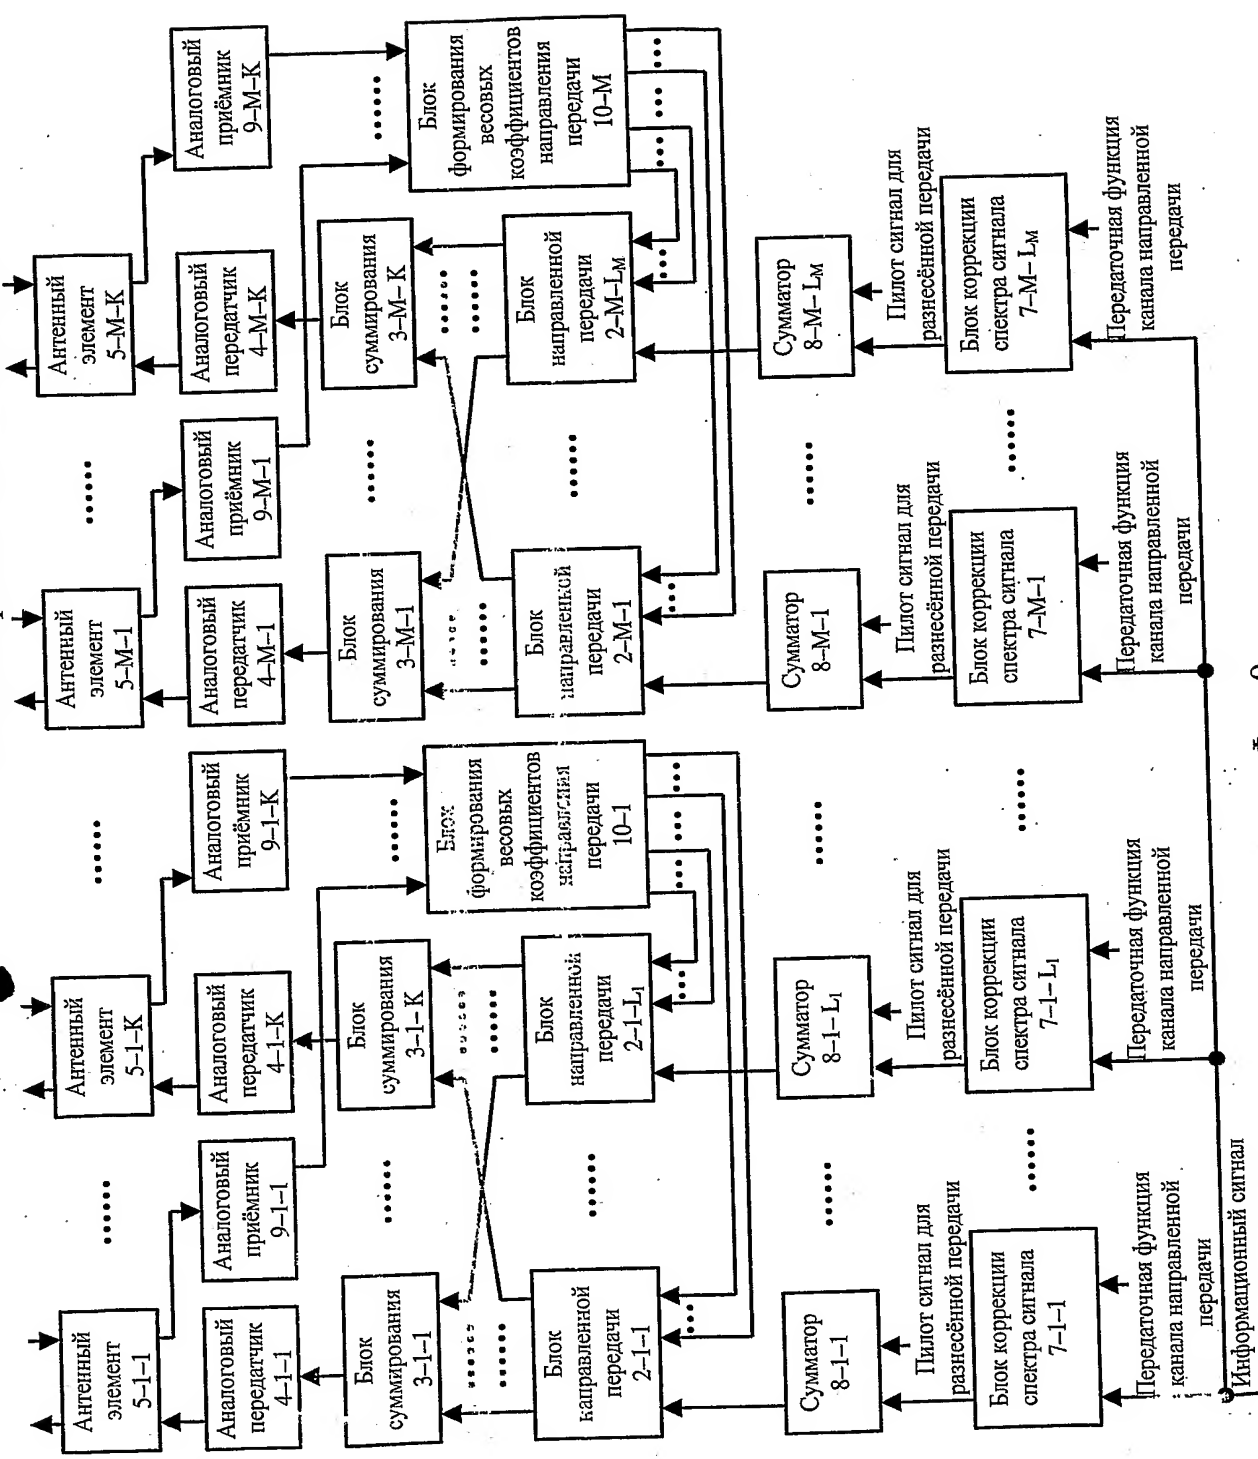 Антенный
элемент
5–1–1
Аналоговый
передатчик
4–1–1
Аналоговый
приёмник
9–1–1
Блок
суммирования
3–1–1
Блок
направленной
передачи
2–1–1
Сумматор
8–1–1
Пилот сигнал для
разнесённой передачи
Блок коррекции
спектра сигнала
7–1–1
Передаточная функция
канала направленной
передачи
Информационный сигнал
Антенный
элемент
5–1–K
Аналоговый
передатчик
4–1–K
Аналоговый
приёмник
9–1–K
Блок
суммирования
3–1– K
Блок
формирования
весовых
коэффициентов
направления
передачи
10–1
Блок
направленной
передачи
2–1–L1
Сумматор
8–1– L1
Пилот сигнал для
разнесённой передачи
Блок коррекции
спектра сигнала
7–1– L1
Передаточная функция
канала направленной
передачи
Антенный
элемент
5–M–1
Аналоговый
передатчик
4–M–1
Аналоговый
приёмник
9–M–1
Блок
суммирования
3–M–1
Блок
направленной
передачи
2–M–1
Сумматор
8–M–1
Пилот сигнал для
разнесённой передачи
Блок коррекции
спектра сигнала
7–M–1
Передаточная функция
канала направленной
передачи
Антенный
элемент
5–M–K
Аналоговый
передатчик
4–M–K
Аналоговый
приёмник
9–M–K
Блок
суммирования
3–M– K
Блок
формирования
весовых
коэффициентов
направления
передачи
10–M
Блок
направленной
передачи
2–M–LM
Сумматор
8–M– LM
Пилот сигнал для
разнесённой передачи
Блок коррекции
спектра сигнала
7–M– LM
Передаточная функция
канала направленной
передачи